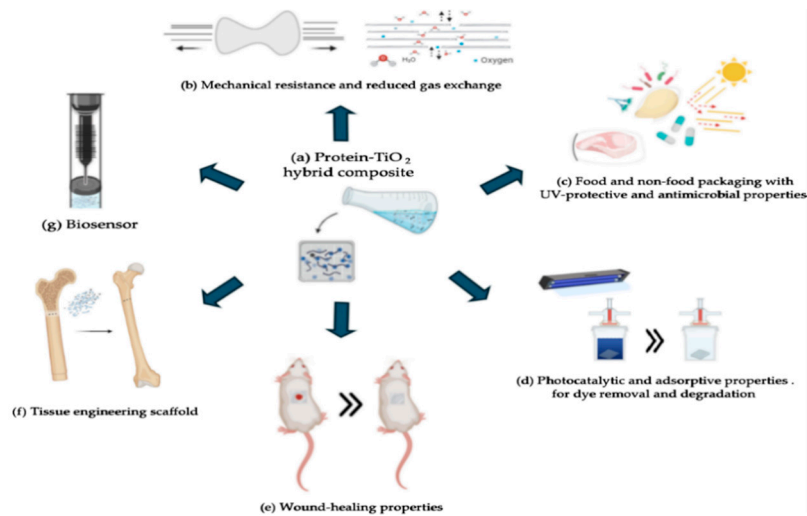 H₂O
Oxygen
(b) Mechanical resistance and reduced gas exchange
(a) Protein-TiO₂
hybrid composite
(c) Food and non-food packaging with
UV-protective and antimicrobial properties
(g) Biosensor
(d) Photocatalytic and adsorptive properties .
for dye removal and degradation
(f) Tissue engineering scaffold
(e) Wound-healing properties